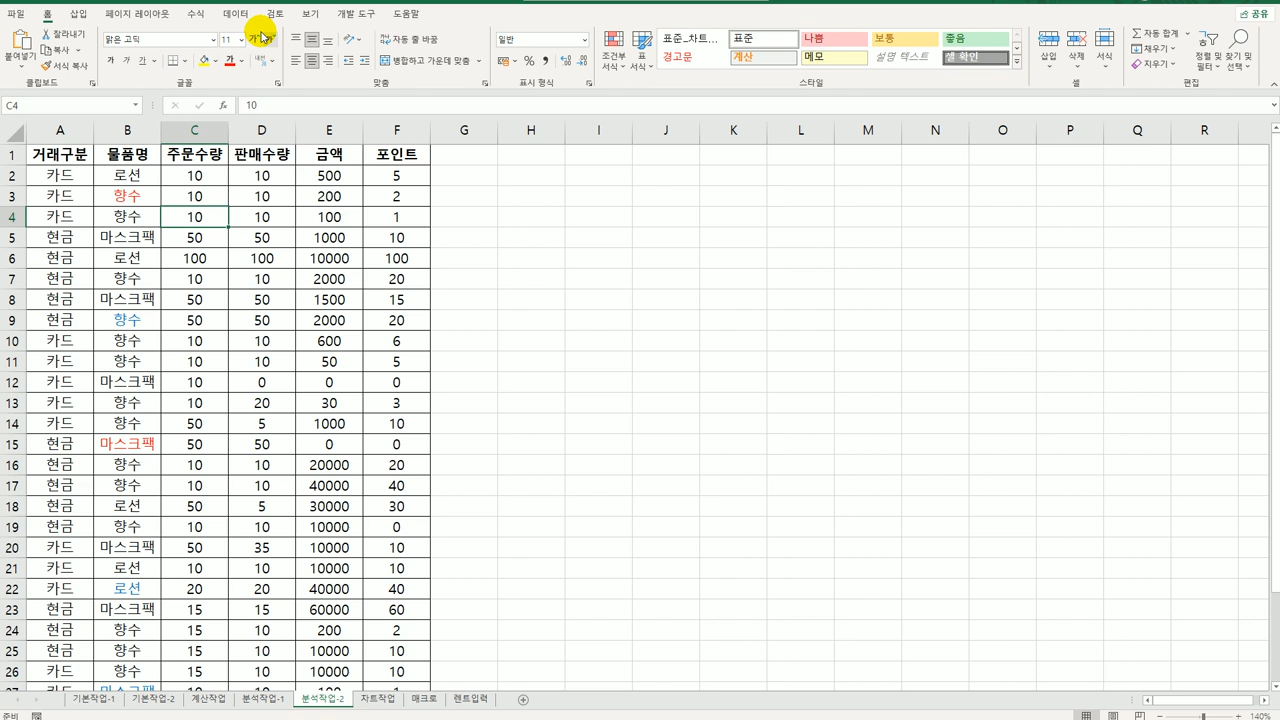 파일 홈 삽입 페이지 레이아웃 수식 데이터 검토 보기 개발 도구 도움말 공유
붙여넣기 잘라내기 복사 서식 복사 클립보드
맑은 고딕 11 가 가 가 가 가 가 글꼴
자동 줄 바꿈 병합하고 가운데 맞춤 맞춤
일반 % 표시 형식
조건부 서식 표 서식 표준_차트... 표준 나쁨 보통 좋음
경고문 계산 메모 설명 텍스트 셀 확인 스타일
삽입 삭제 서식 셀
자동 합계 채우기 지우기 정렬 및 필터 찾기 및 선택 편집
C4 fx 10
A B C D E F G H I J K L M N O P Q R
1 거래구분 물품명 주문수량 판매수량 금액 포인트
2 카드 로션 10 10 500 5
3 카드 향수 10 10 200 2
4 카드 향수 10 10 100 1
5 현금 마스크팩 50 50 1000 10
6 현금 로션 100 100 10000 100
7 현금 향수 10 10 2000 20
8 현금 마스크팩 50 50 1500 15
9 현금 향수 50 50 2000 20
10 카드 향수 10 10 600 6
11 카드 향수 10 10 50 5
12 카드 마스크팩 10 0 0 0
13 카드 향수 10 20 30 3
14 카드 향수 50 5 1000 10
15 현금 마스크팩 50 50 0 0
16 현금 향수 10 10 20000 20
17 현금 향수 10 10 40000 40
18 현금 로션 50 5 30000 30
19 현금 향수 10 10 10000 0
20 카드 마스크팩 50 35 10000 10
21 카드 로션 10 10 10000 10
22 카드 로션 20 20 40000 40
23 현금 마스크팩 15 15 60000 60
24 현금 향수 15 10 200 2
25 현금 향수 15 10 10000 10
26 카드 향수 15 10 10000 10
27 카드 마스크팩 10 10 100 1
기본작업-1 기본작업-2 계산작업 분석작업-1 분석작업-2 차트작업 매크로 렌트입력
준비 140%